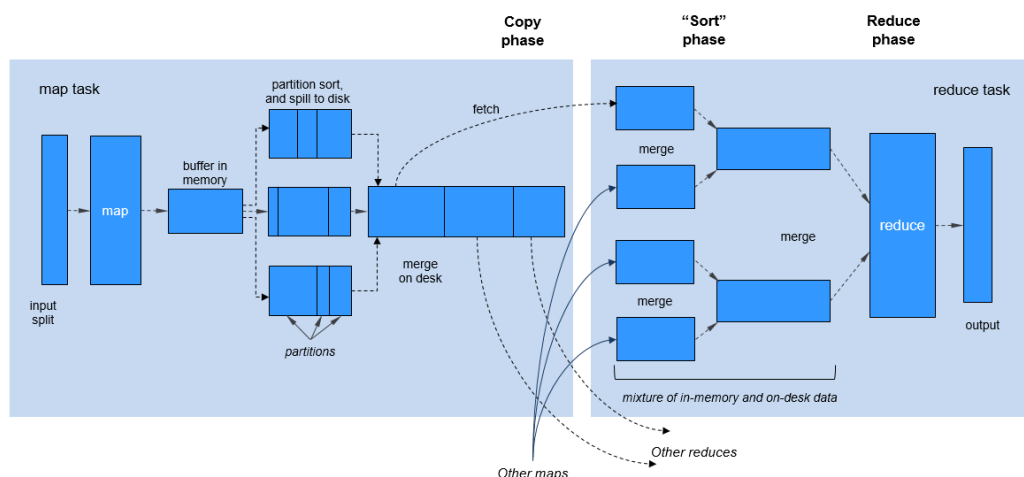 Copy
phase
“Sort”
phase
Reduce
phase
map task
partition sort,
and spill to disk
fetch
reduce task
buffer in
memory
map
merge
merge
reduce
merge
on desk
input
split
partitions
merge
output
mixture of in-memory and on-desk data
Other reduces
Other maps